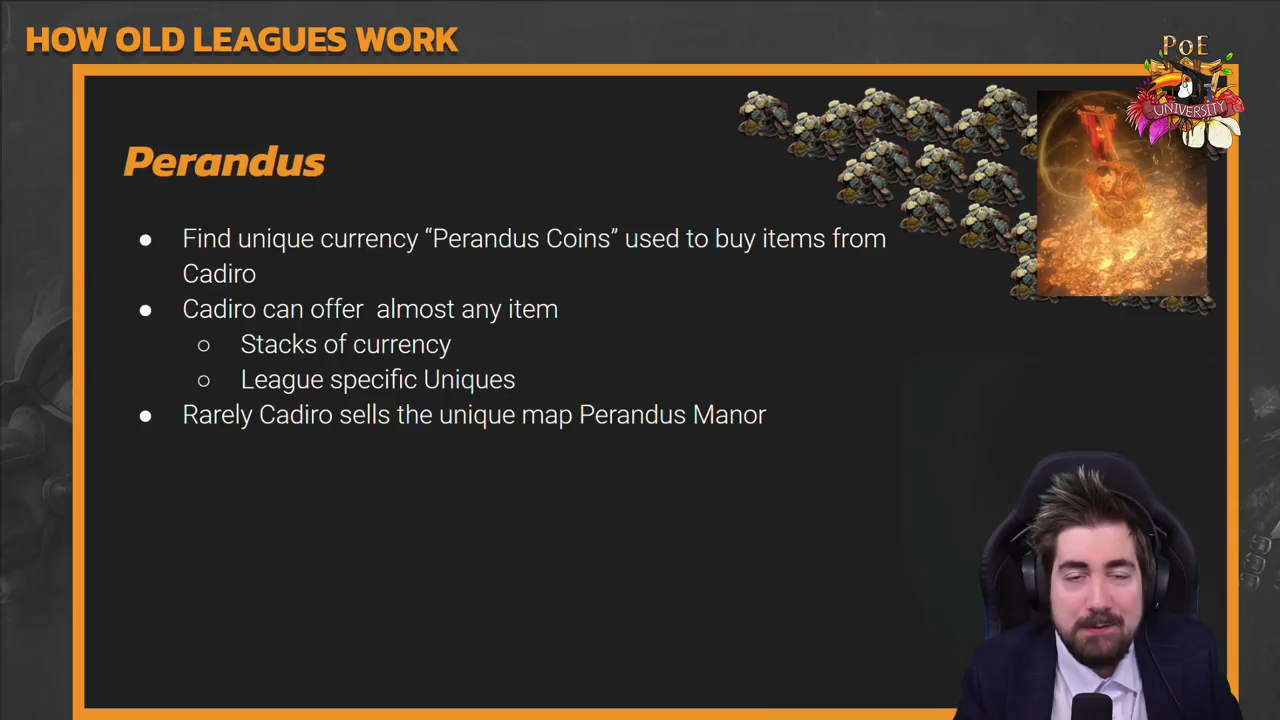 HOW OLD LEAGUES WORK
PoE
UNIVERSITY
Perandus
● Find unique currency “Perandus Coins” used to buy items from
Cadiro
● Cadiro can offer almost any item
○ Stacks of currency
○ League specific Uniques
● Rarely Cadiro sells the unique map Perandus Manor